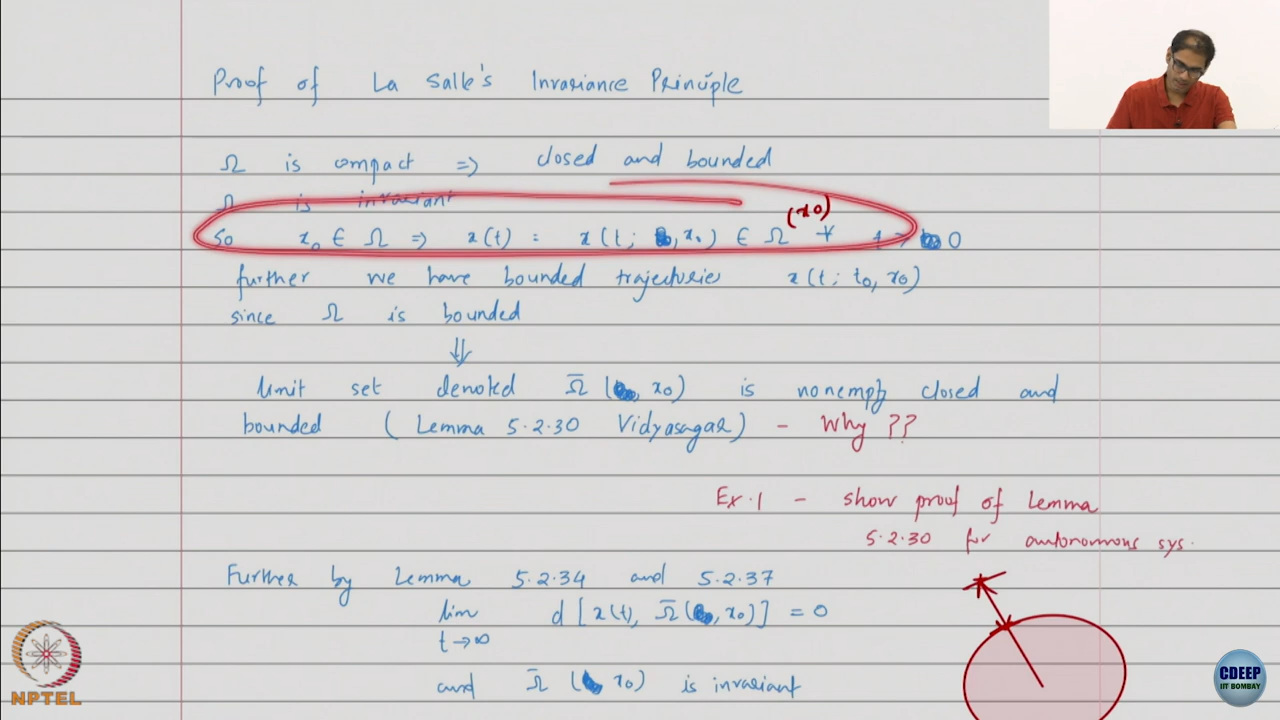 Proof of La Salle's Invariance Principle
Ω is compact => closed and bounded
Ω is invariant
So x₀ ∈ Ω => x(t) = x(t; x₀) ∈ Ω (x0) ∀ t > 0
further we have bounded trajectories x(t; t0, x0)
since Ω is bounded
⇓
Limit set denoted Ω̄ ( x0) is nonempty closed and
bounded ( Lemma 5.2.30 Vidyasagar) - Why ??
Ex.1 - show proof of Lemma
5.2.30 for autonomous sys.
Further by Lemma 5.2.34 and 5.2.37
lim d [x(t), Ω̄( , x0)] = 0
t→∞
and Ω̄ ( x0) is invariant
NPTEL
CDEEP
IIT BOMBAY